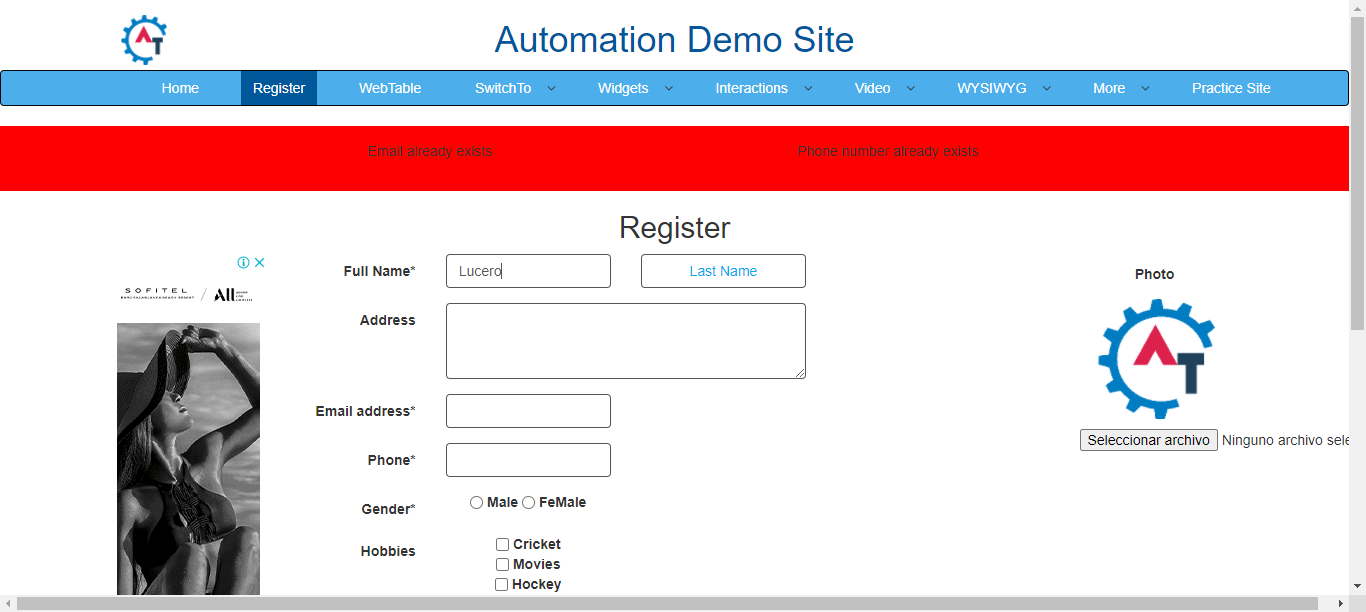 Automation Demo Site
Home Register WebTable SwitchTo Widgets Interactions Video WYSIWYG More Practice Site
Email already exists Phone number already exists
Register
Full Name* Lucero Last Name
Photo
SOFITEL / All
Address
Email address*
Seleccionar archivo Ninguno archivo sele
Phone*
Gender* Male FeMale
Hobbies Cricket
Movies
Hockey